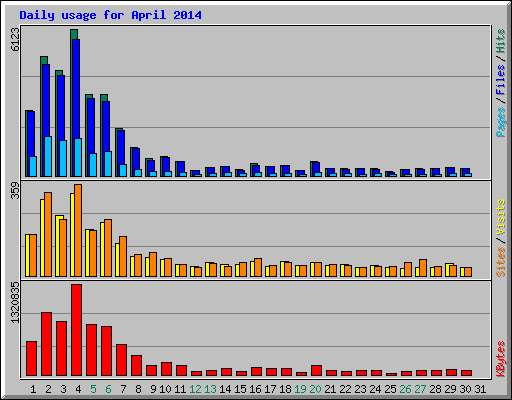 Daily usage for April 2014
6123
Pages / Files / Hits
359
Sites / Visits
1320835
KBytes
1 2 3 4 5 6 7 8 9 10 11 12 13 14 15 16 17 18 19 20 21 22 23 24 25 26 27 28 29 30 31